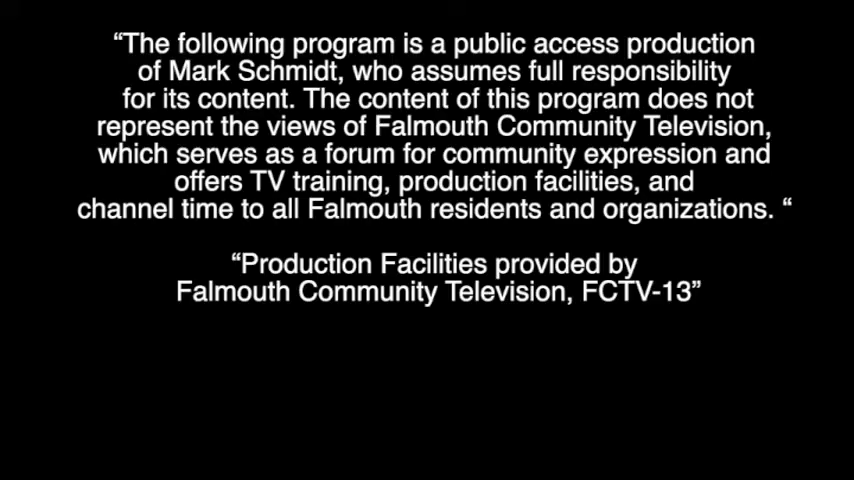 “The following program is a public access production
of Mark Schmidt, who assumes full responsibility
for its content. The content of this program does not
represent the views of Falmouth Community Television,
which serves as a forum for community expression and
offers TV training, production facilities, and
channel time to all Falmouth residents and organizations. “
“Production Facilities provided by
Falmouth Community Television, FCTV-13”